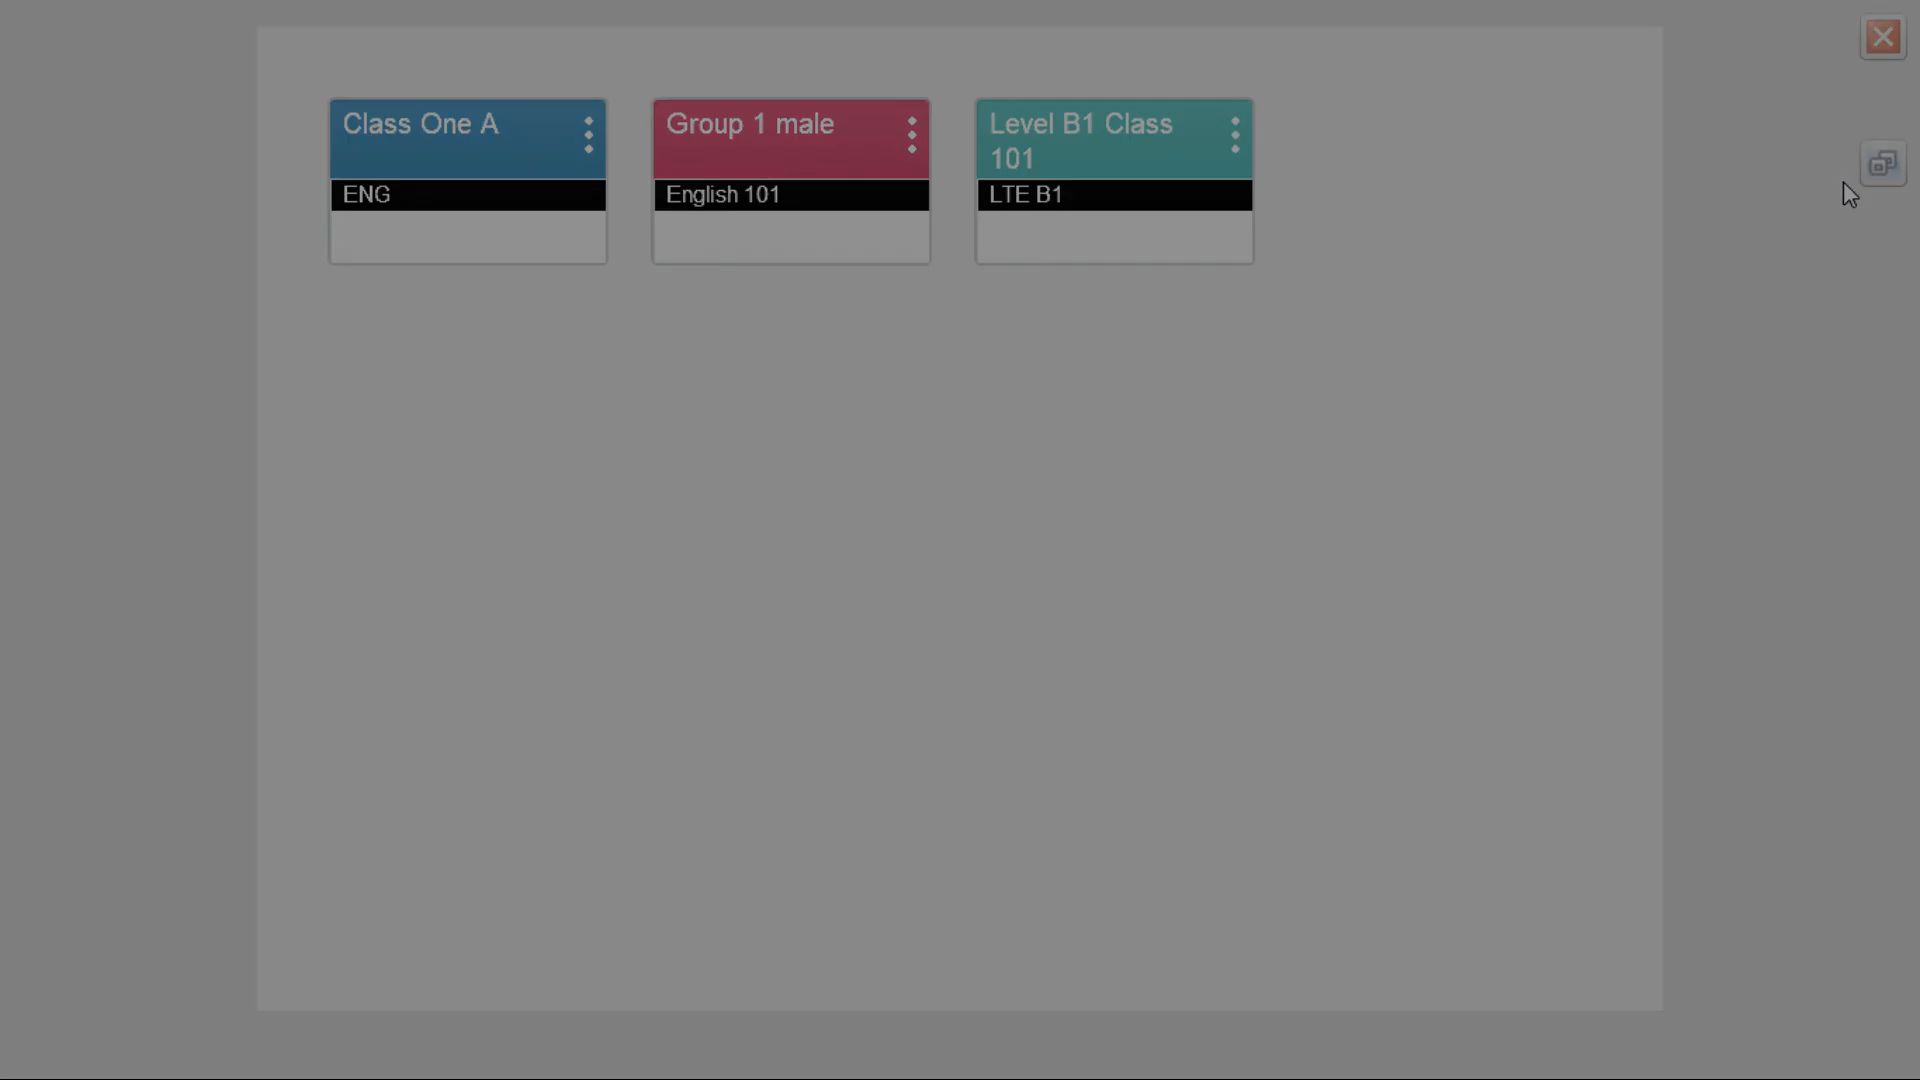 Class One A
ENG
Group 1 male
English 101
Level B1 Class
101
LTE B1